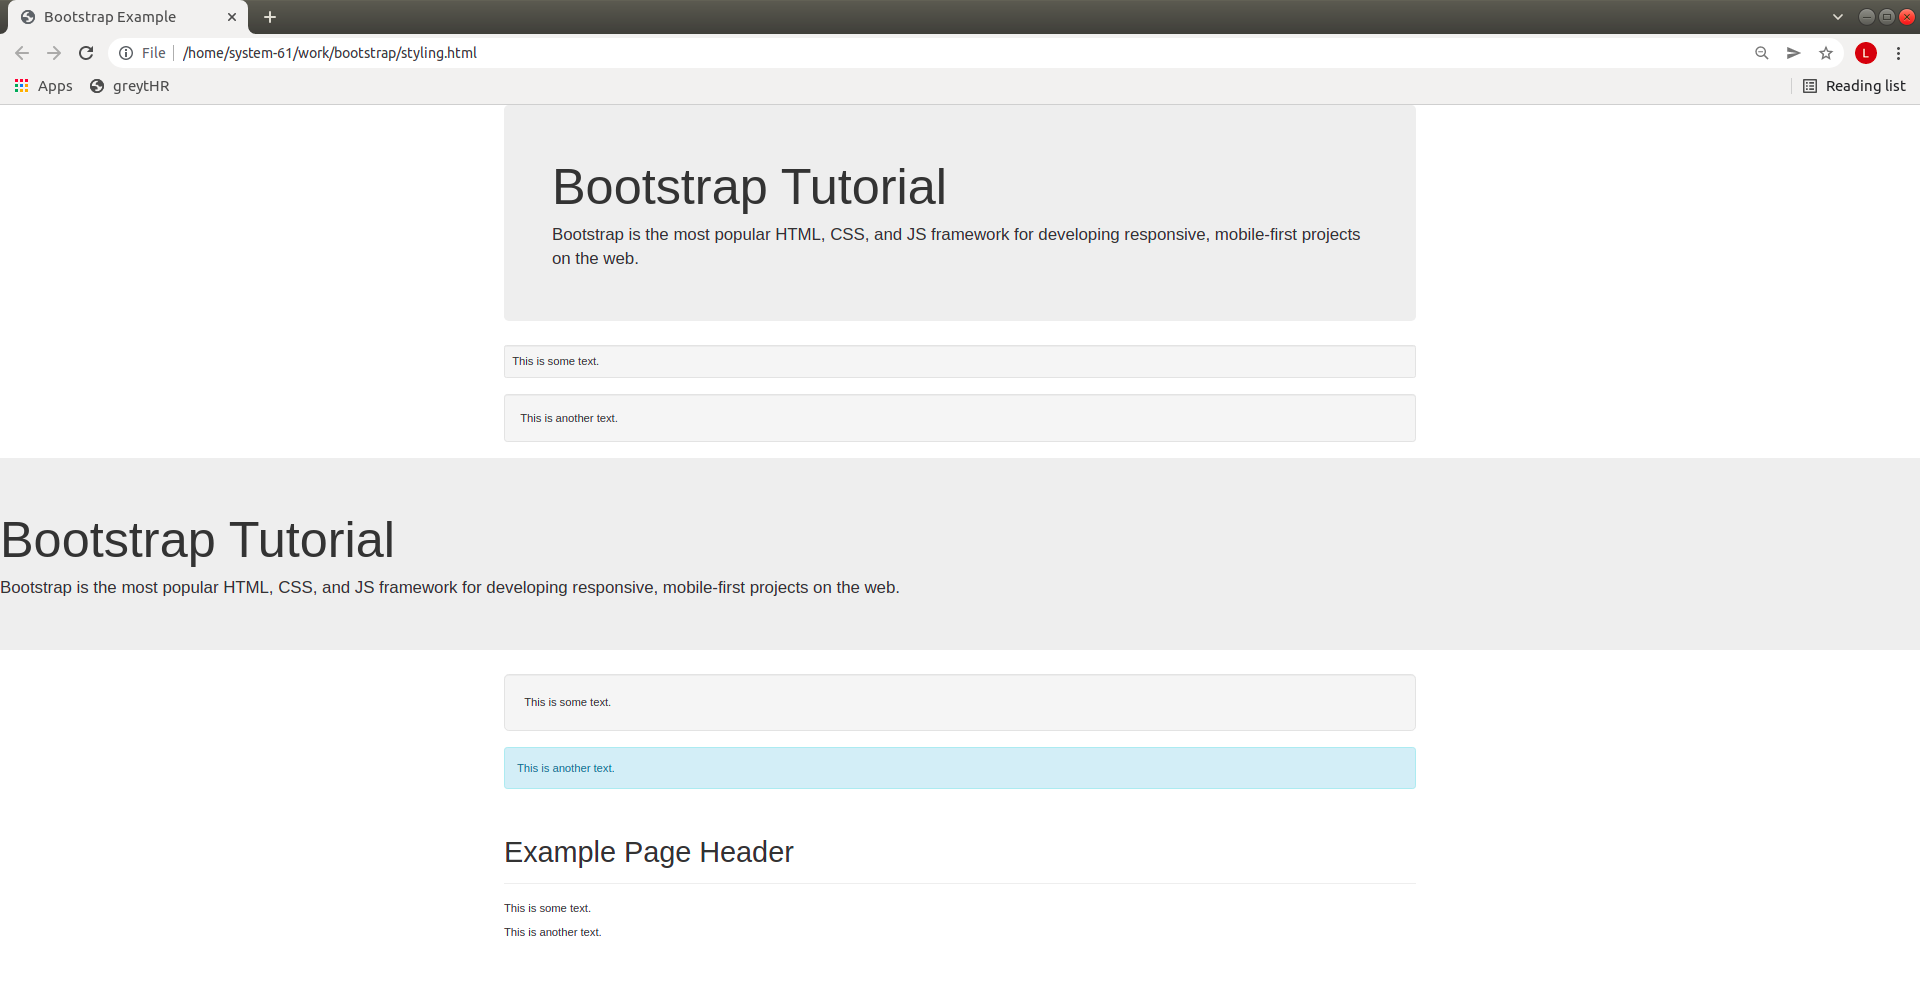 Bootstrap Example
File /home/system-61/work/bootstrap/styling.html
L
Apps greytHR Reading list
Bootstrap Tutorial
Bootstrap is the most popular HTML, CSS, and JS framework for developing responsive, mobile-first projects
on the web.
This is some text.
This is another text.
Bootstrap Tutorial
Bootstrap is the most popular HTML, CSS, and JS framework for developing responsive, mobile-first projects on the web.
This is some text.
This is another text.
Example Page Header
This is some text.
This is another text.